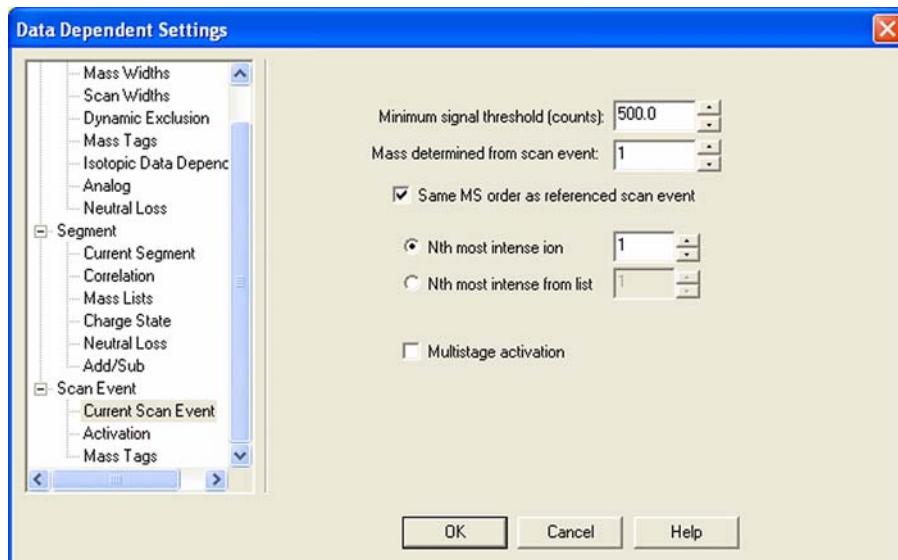 Data Dependent Settings
Mass Widths
Scan Widths
Dynamic Exclusion
Mass Tags
Isotopic Data Depenc
Analog
Neutral Loss
Segment
Current Segment
Correlation
Mass Lists
Charge State
Neutral Loss
Add/Sub
Scan Event
Current Scan Event
Activation
Mass Tags
Minimum signal threshold (counts): 500.0
Mass determined from scan event: 1
Same MS order as referenced scan event
Nth most intense ion 1
Nth most intense from list 1
Multistage activation
OK Cancel Help